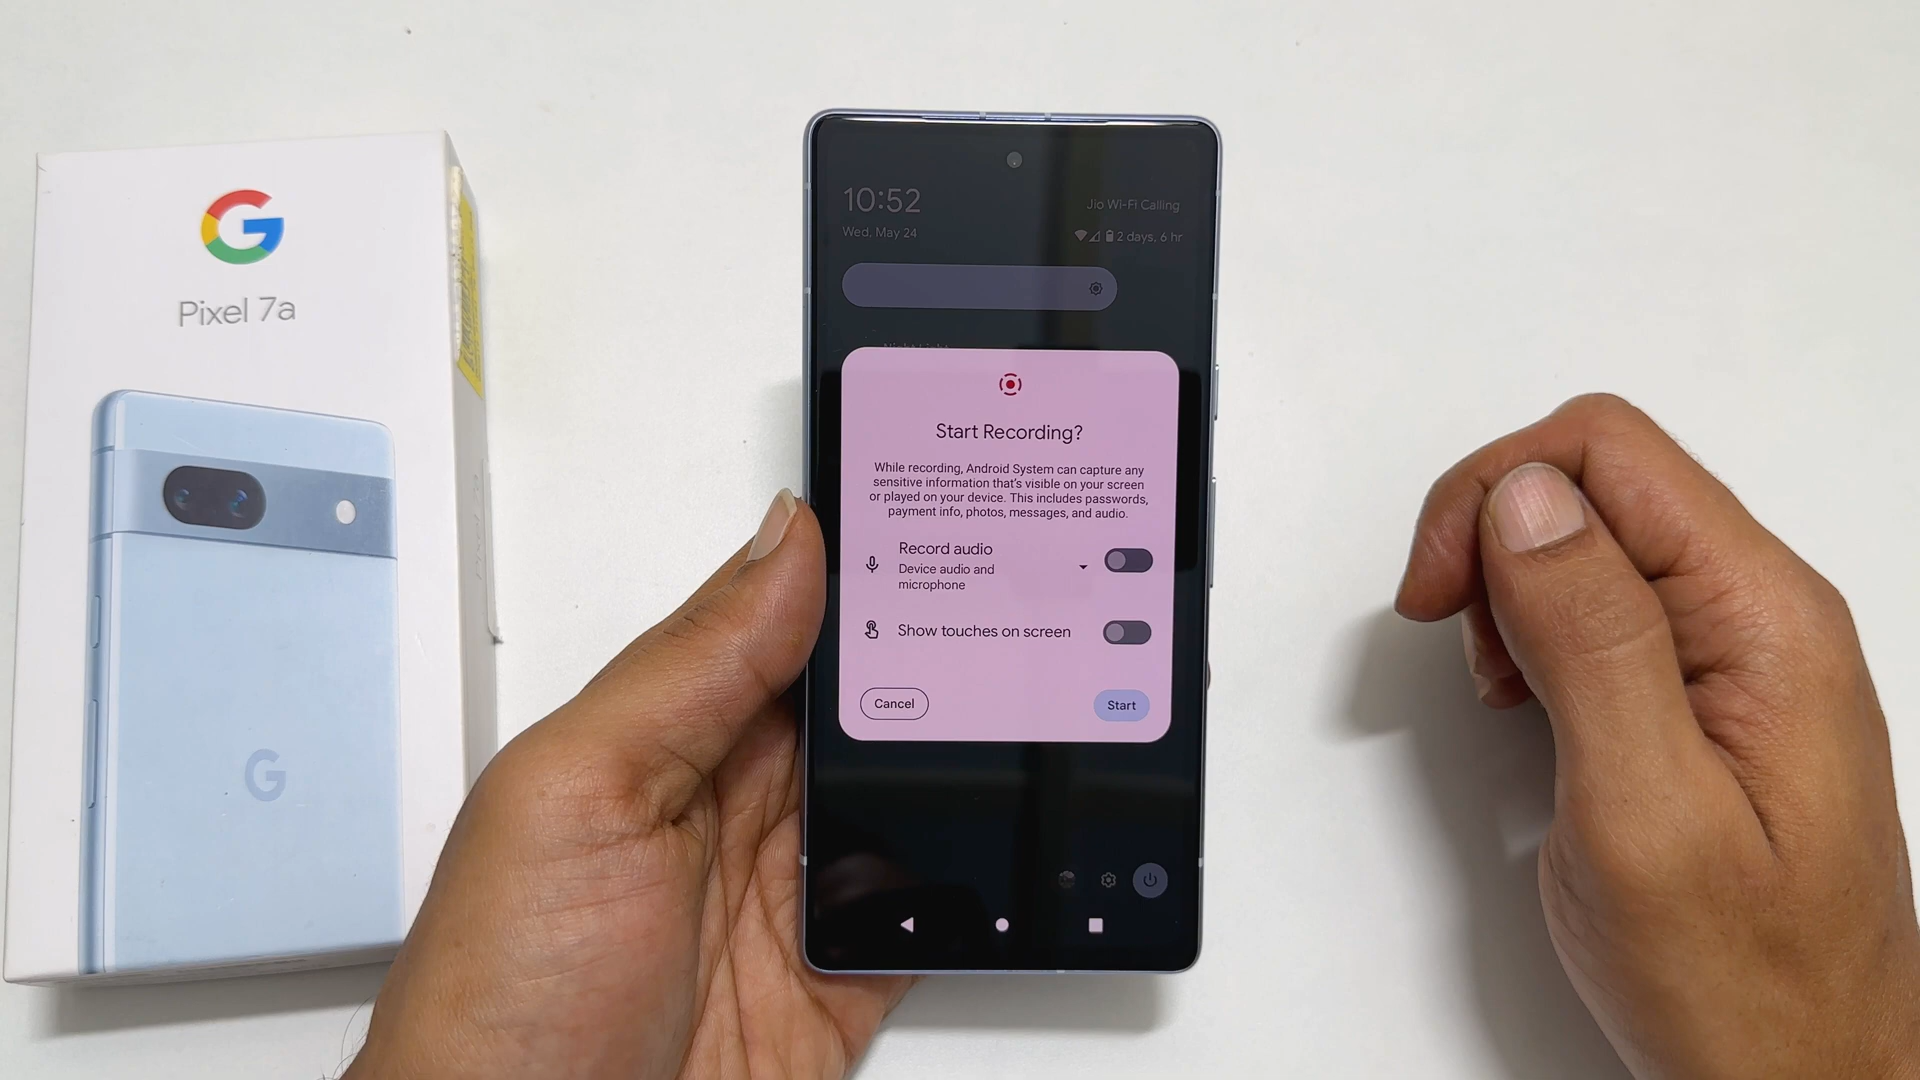 Pixel 7a
10:52
Jio Wi-Fi Calling
Wed, May 24
2 days, 6 hr
Night Light
Start Recording?
While recording, Android System can capture any
sensitive information that's visible on your screen
or played on your device. This includes passwords,
payment info, photos, messages, and audio.
Record audio
Device audio and
microphone
Show touches on screen
Cancel
Start